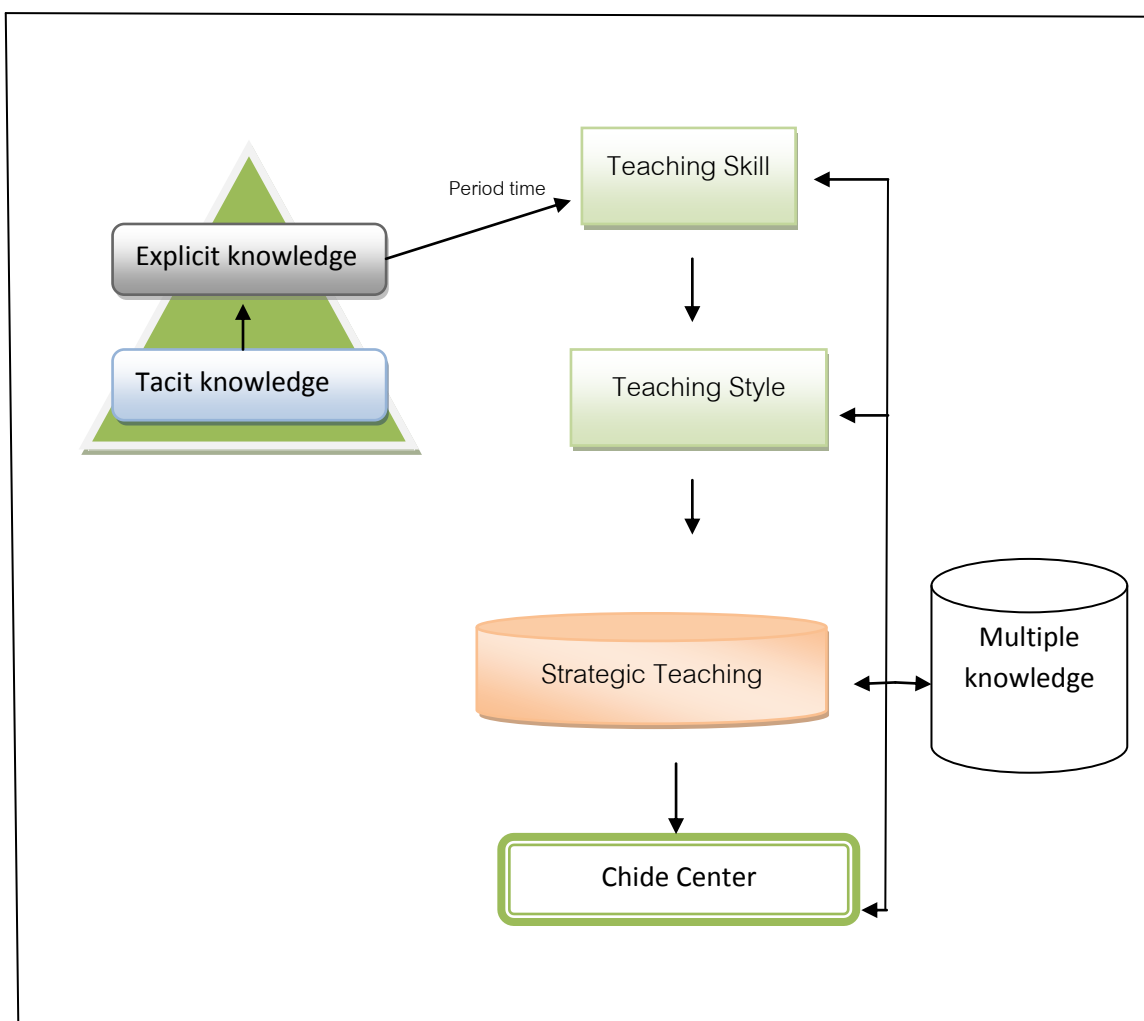 Teaching Skill
Period time
Explicit knowledge
Tacit knowledge
Teaching Style
Multiple
knowledge
Strategic Teaching
Chide Center